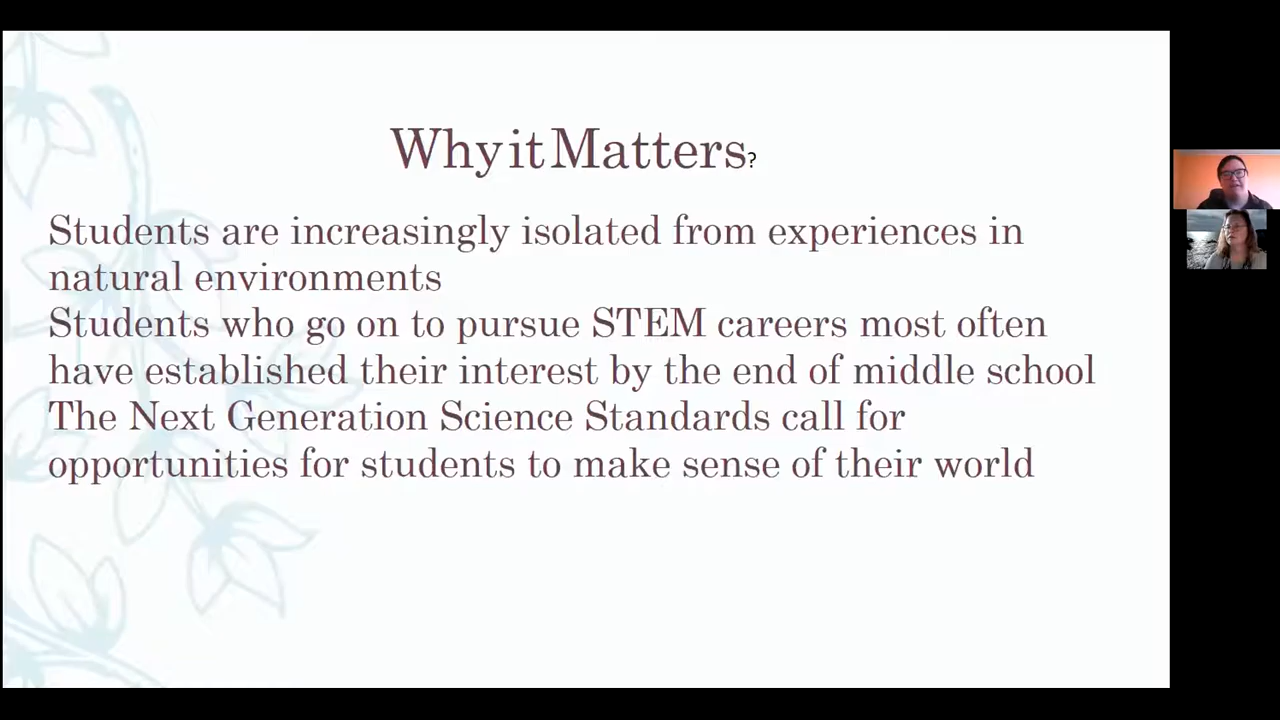 Why it Matters?
Students are increasingly isolated from experiences in
natural environments
Students who go on to pursue STEM careers most often
have established their interest by the end of middle school
The Next Generation Science Standards call for
opportunities for students to make sense of their world